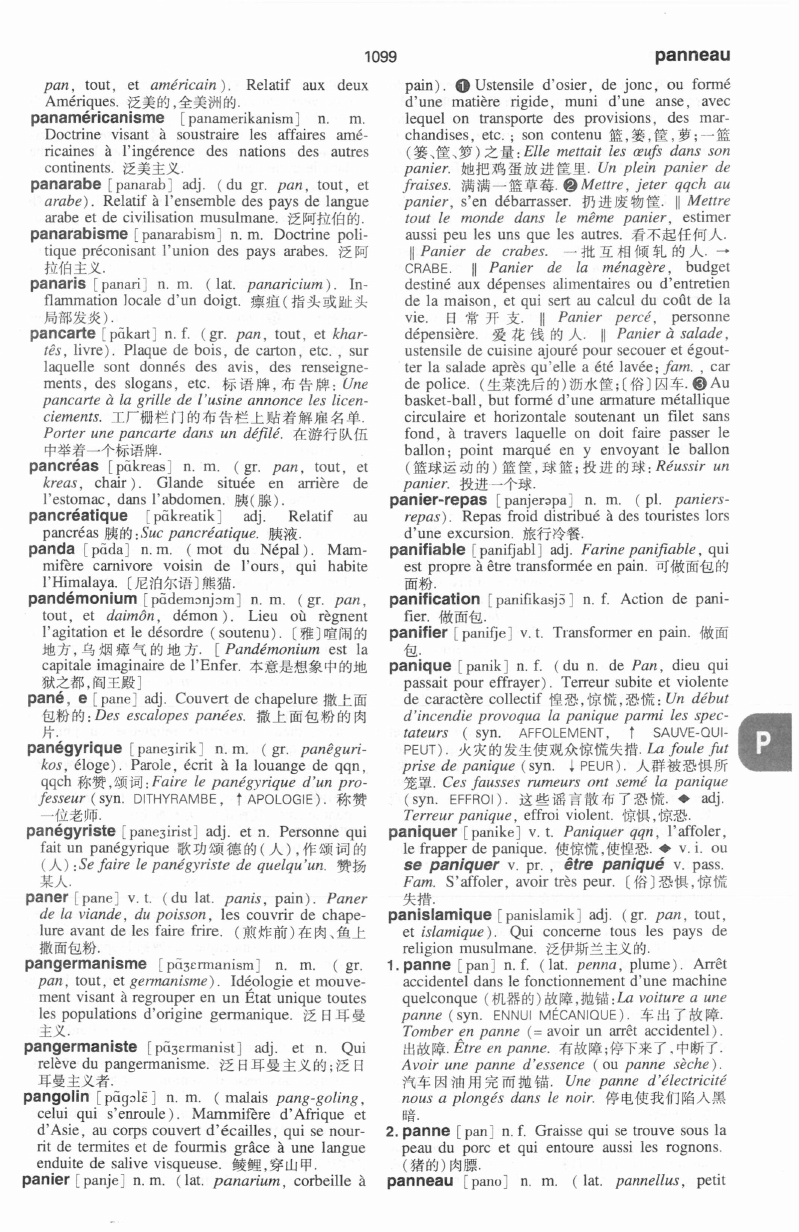 1099
panneau
pan, tout, et américain). Relatif aux deux
Amériques. 泛美的,全美洲的.
panaméricanisme [panamerikanism] n. m.
Doctrine visant à soustraire les affaires amé-
ricaines à l'ingérence des nations des autres
continents. 泛美主义.
panarabe [panarab] adj. (du gr. pan, tout, et
arabe). Relatif à l'ensemble des pays de langue
arabe et de civilisation musulmane. 泛阿拉伯的.
panarabisme [panarabism] n. m. Doctrine poli-
tique préconisant l'union des pays arabes. 泛阿
拉伯主义.
panaris [panari] n. m. (lat. panaricium). In-
flammation locale d'un doigt. 瘭疽(指头或趾头
局部发炎).
pancarte [pɑ̃kart] n. f. (gr. pan, tout, et khar-
tês, livre). Plaque de bois, de carton, etc. , sur
laquelle sont donnés des avis, des renseigne-
ments, des slogans, etc. 标语牌,布告牌: Une
pancarte à la grille de l'usine annonce les licen-
ciements. 工厂栅栏门的布告栏上贴着解雇名单.
Porter une pancarte dans un défilé. 在游行队伍
中举着一个标语牌.
pancréas [pɑ̃kreas] n. m. (gr. pan, tout, et
kreas, chair). Glande située en arrière de
l'estomac, dans l'abdomen. 胰(腺).
pancréatique [pɑ̃kreatik] adj. Relatif au
pancréas 胰的:Suc pancréatique. 胰液.
panda [pɑ̃da] n. m. (mot du Népal). Mam-
mifère carnivore voisin de l'ours, qui habite
l'Himalaya. [尼泊尔语]熊猫.
pandémonium [pɑ̃demɔnjɔm] n. m. (gr. pan,
tout, et daimôn, démon). Lieu où règnent
l'agitation et le désordre (soutenu). [雅]喧闹的
地方,乌烟瘴气的地方. [Pandémonium est la
capitale imaginaire de l'Enfer. 本意是想象中的地
狱之都,阎王殿]
pané, e [pane] adj. Couvert de chapelure 撒上面
包粉的:Des escalopes panées. 撒上面包粉的肉
片.
panégyrique [paneʒirik] n. m. (gr. panêguri-
kos, éloge). Parole, écrit à la louange de qqn,
qqch 称赞,颂词:Faire le panégyrique d'un pro-
fesseur (syn. DITHYRAMBE, ↑ APOLOGIE). 称赞
一位老师.
panégyriste [paneʒirist] adj. et n. Personne qui
fait un panégyrique 歌功颂德的(人),作颂词的
(人):Se faire le panégyriste de quelqu'un. 赞扬
某人.
paner [pane] v. t. (du lat. panis, pain). Paner
de la viande, du poisson, les couvrir de chape-
lure avant de les faire frire. (煎炸前)在肉、鱼上
撒面包粉.
pangermanisme [pɑ̃ʒɛrmanism] n. m. (gr.
pan, tout, et germanisme). Idéologie et mouve-
ment visant à regrouper en un État unique toutes
les populations d'origine germanique. 泛日耳曼
主义.
pangermaniste [pɑ̃ʒɛrmanist] adj. et n. Qui
relève du pangermanisme. 泛日耳曼主义的;泛日
耳曼主义者.
pangolin [pɑ̃gɔlɛ̃] n. m. (malais pang-goling,
celui qui s'enroule). Mammifère d'Afrique et
d'Asie, au corps couvert d'écailles, qui se nour-
rit de termites et de fourmis grâce à une langue
enduite de salive visqueuse. 鲮鲤,穿山甲.
panier [panje] n. m. (lat. panarium, corbeille à
pain). ❶ Ustensile d'osier, de jonc, ou formé
d'une matière rigide, muni d'une anse, avec
lequel on transporte des provisions, des mar-
chandises, etc. ; son contenu 篮,篓,筐,萝;一篮
(篓、筐、箩)之量:Elle mettait les œufs dans son
panier. 她把鸡蛋放进筐里. Un plein panier de
fraises. 满满一篮草莓. ❷ Mettre, jeter qqch au
panier, s'en débarrasser. 扔进废物筐. ‖ Mettre
tout le monde dans le même panier, estimer
aussi peu les uns que les autres. 看不起任何人.
‖ Panier de crabes. 一批互相倾轧的人. →
CRABE. ‖ Panier de la ménagère, budget
destiné aux dépenses alimentaires ou d'entretien
de la maison, et qui sert au calcul du coût de la
vie. 日常开支. ‖ Panier percé, personne
dépensière. 爱花钱的人. ‖ Panier à salade,
ustensile de cuisine ajouré pour secouer et égout-
ter la salade après qu'elle a été lavée; fam. , car
de police. (生菜洗后的)沥水筐;[俗]囚车. ❸ Au
basket-ball, but formé d'une armature métallique
circulaire et horizontale soutenant un filet sans
fond, à travers laquelle on doit faire passer le
ballon; point marqué en y envoyant le ballon
(篮球运动的)篮筐,球篮;投进的球:Réussir un
panier. 投进一个球.
panier-repas [panjerəpa] n. m. (pl. paniers-
repas). Repas froid distribué à des touristes lors
d'une excursion. 旅行冷餐.
panifiable [panifjabl] adj. Farine panifiable, qui
est propre à être transformée en pain. 可做面包的
面粉.
panification [panifikasjɔ̃] n. f. Action de pani-
fier. 做面包.
panifier [panifje] v. t. Transformer en pain. 做面
包.
panique [panik] n. f. (du n. de Pan, dieu qui
passait pour effrayer). Terreur subite et violente
de caractère collectif 惶恐,惊慌,恐慌: Un début
d'incendie provoqua la panique parmi les spec-
tateurs (syn. AFFOLEMENT, ↑ SAUVE-QUI-
PEUT). 火灾的发生使观众惊慌失措. La foule fut
prise de panique (syn. ↓ PEUR). 人群被恐惧所
笼罩. Ces fausses rumeurs ont semé la panique
(syn. EFFROI). 这些谣言散布了恐慌. ◆ adj.
Terreur panique, effroi violent. 惊惧,惊恐.
paniquer [panike] v. t. Paniquer qqn, l'affoler,
le frapper de panique. 使惊慌,使惶恐. ◆ v. i. ou
se paniquer v. pr. , être paniqué v. pass.
Fam. S'affoler, avoir très peur. [俗]恐惧,惊慌
失措.
panislamique [panislamik] adj. (gr. pan, tout,
et islamique). Qui concerne tous les pays de
religion musulmane. 泛伊斯兰主义的.
1. panne [pan] n. f. (lat. penna, plume). Arrêt
accidentel dans le fonctionnement d'une machine
quelconque (机器的)故障,抛锚:La voiture a une
panne (syn. ENNUI MÉCANIQUE). 车出了故障.
Tomber en panne (= avoir un arrêt accidentel).
出故障. Être en panne. 有故障;停下来了,中断了.
Avoir une panne d'essence (ou panne sèche).
汽车因油用完而抛锚. Une panne d'électricité
nous a plongés dans le noir. 停电使我们陷入黑
暗.
2. panne [pan] n. f. Graisse qui se trouve sous la
peau du porc et qui entoure aussi les rognons.
(猪的)肉膘.
panneau [pano] n. m. (lat. pannellus, petit
P